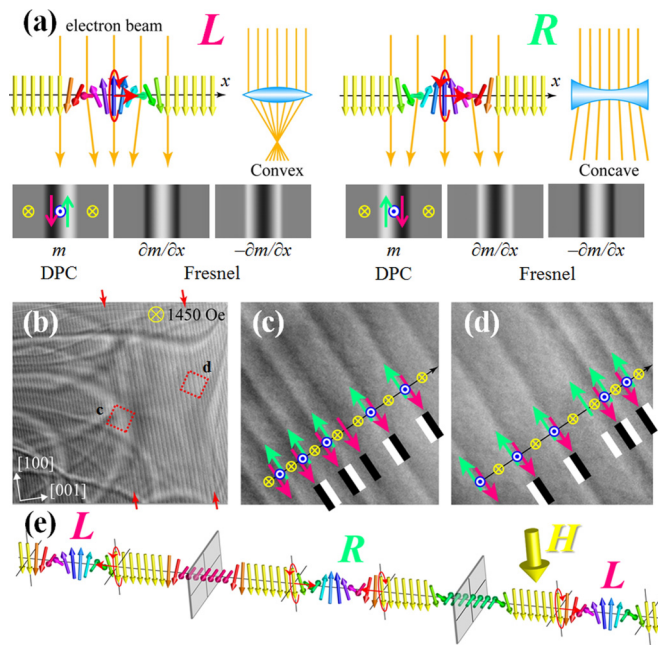 (a)
electron beam
L
R
x
x
Convex
Concave
m
∂m/∂x
−∂m/∂x
m
∂m/∂x
−∂m/∂x
DPC
Fresnel
DPC
Fresnel
(b)
1450 Oe
(c)
(d)
d
c
[100]
[001]
(e)
L
R
H
L